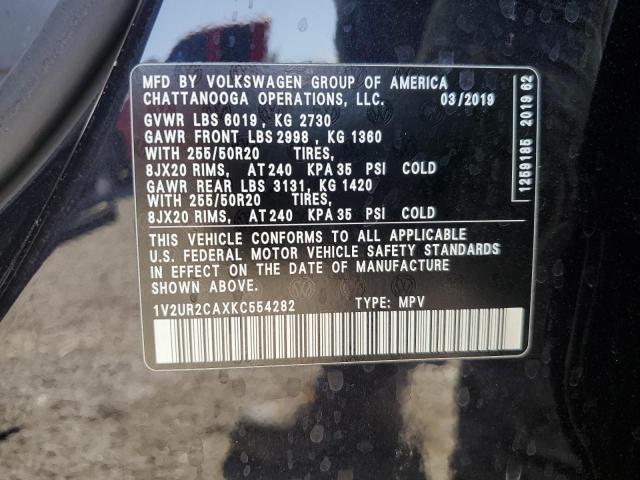 MFD BY VOLKSWAGEN GROUP OF AMERICA
CHATTANOOGA OPERATIONS, LLC. 03/2019
GVWR LBS 6019, KG 2730
GAWR FRONT LBS 2998, KG 1360
WITH 255/50R20 TIRES,
8JX20 RIMS, AT 240 KPA 35 PSI COLD
GAWR REAR LBS 3131, KG 1420
WITH 255/50R20 TIRES,
8JX20 RIMS, AT 240 KPA 35 PSI COLD
THIS VEHICLE CONFORMS TO ALL APPLICABLE
U.S. FEDERAL MOTOR VEHICLE SAFETY STANDARDS
IN EFFECT ON THE DATE OF MANUFACTURE
SHOWN ABOVE.
1V2UR2CAXKC554282 TYPE: MPV
1259185 2019 62